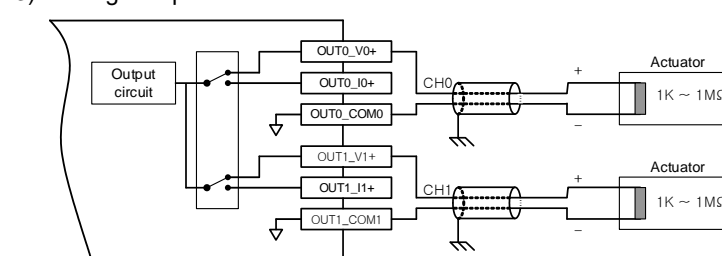 Output
circuit
OUT0_V0+
OUT0_I0+
OUT0_COM0
OUT1_V1+
OUT1_I1+
OUT1_COM1
CH0
CH1
+
−
Actuator
1K ~ 1MΩ
+
−
Actuator
1K ~ 1MΩ